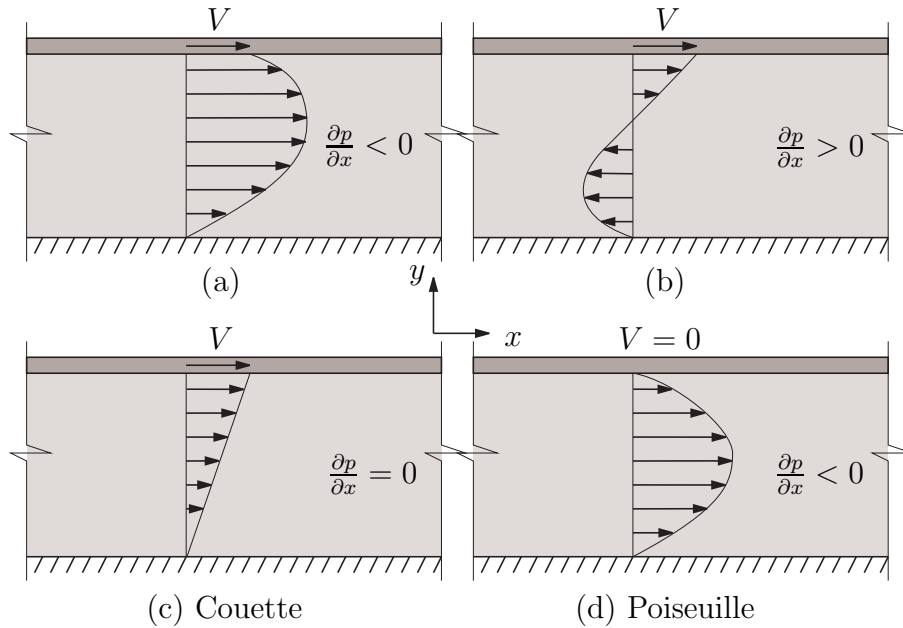 V
∂p/∂x < 0
(a)
V
∂p/∂x > 0
(b)
y
x
V
∂p/∂x = 0
(c) Couette
V = 0
∂p/∂x < 0
(d) Poiseuille